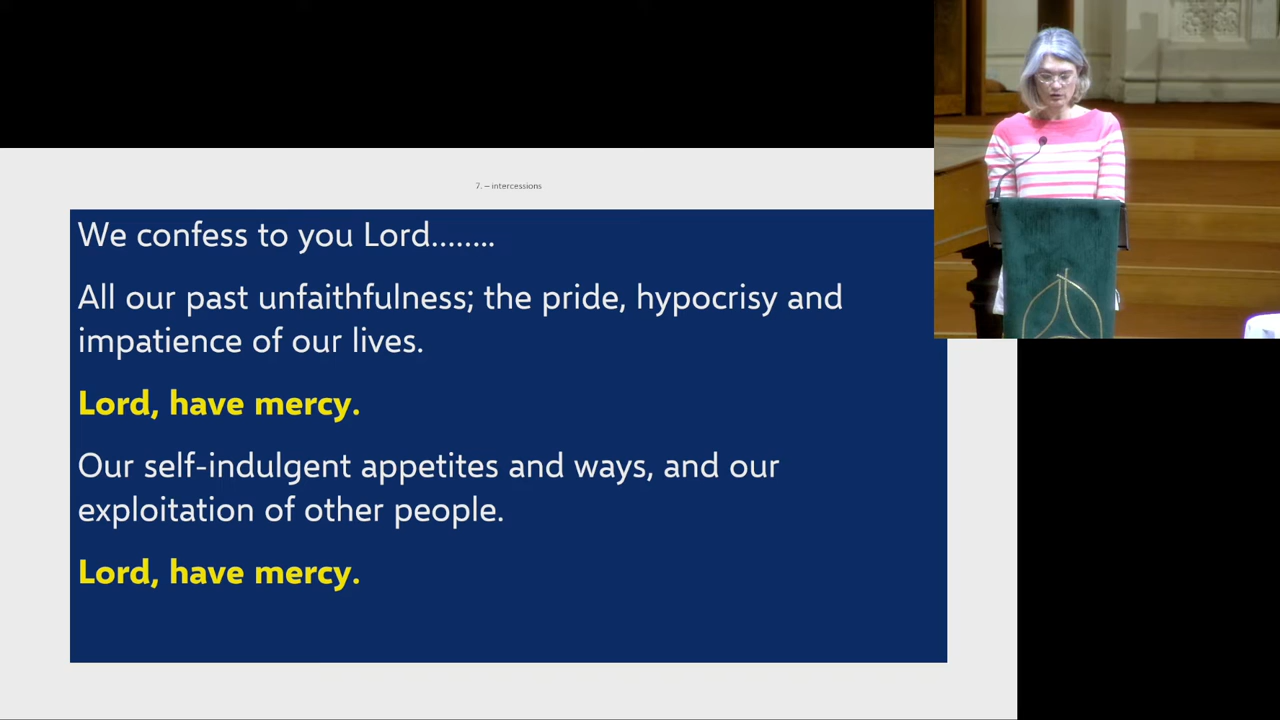 7. – intercessions
We confess to you Lord........
All our past unfaithfulness; the pride, hypocrisy and
impatience of our lives.
Lord, have mercy.
Our self-indulgent appetites and ways, and our
exploitation of other people.
Lord, have mercy.